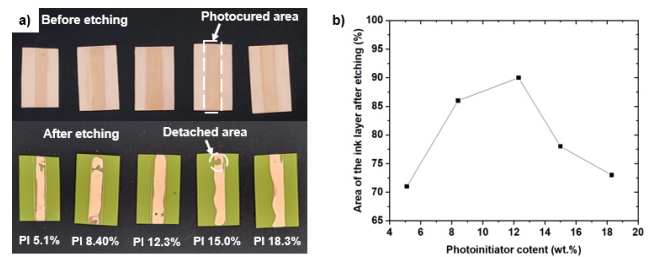 a)
Before etching
Photocured area
After etching
Detached area
PI 5.1% PI 8.40% PI 12.3% PI 15.0% PI 18.3%
b)
Area of the ink layer after etching (%)
100
95
90
85
80
75
70
65
4 6 8 10 12 14 16 18 20
Photoinitiator cotent (wt.%)